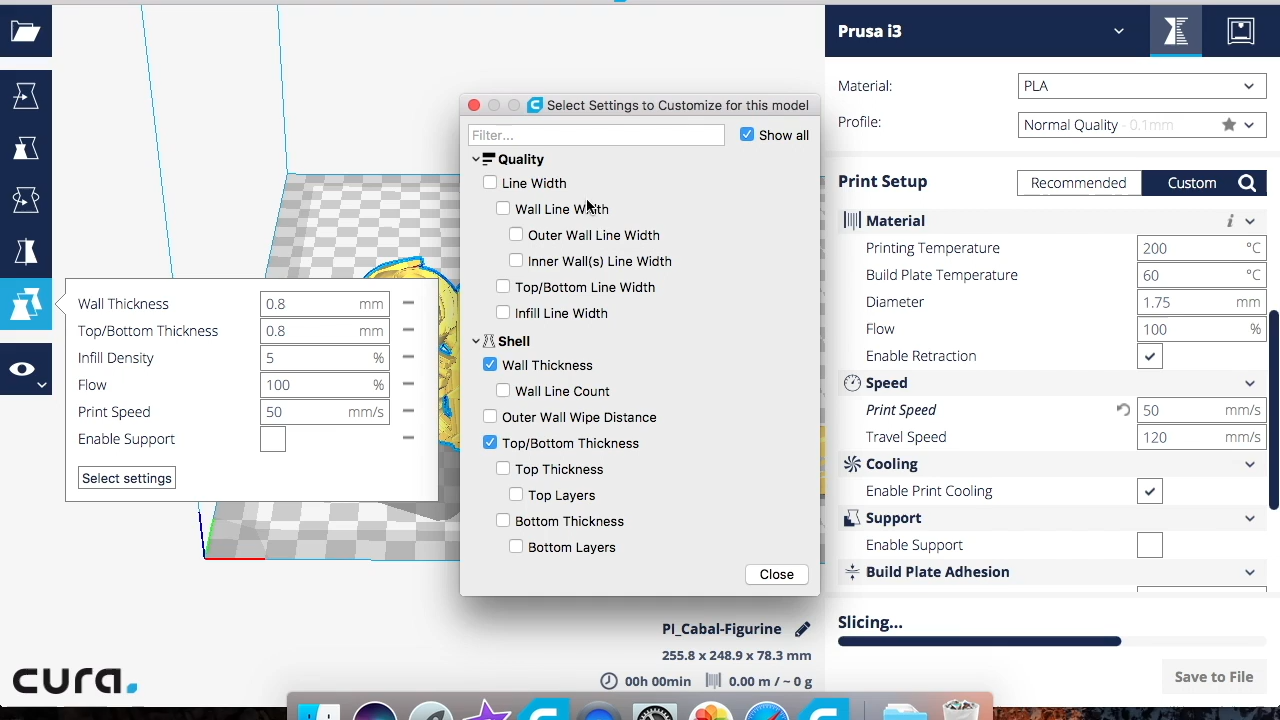 Prusa i3
Material:
PLA
Profile:
Normal Quality - 0.1mm
Print Setup
Recommended
Custom
Material
i
Printing Temperature
200 °C
Build Plate Temperature
60 °C
Diameter
1.75 mm
Flow
100 %
Enable Retraction
Speed
Print Speed
50 mm/s
Travel Speed
120 mm/s
Cooling
Enable Print Cooling
Support
Enable Support
Build Plate Adhesion
Slicing...
Save to File
Select Settings to Customize for this model
Filter...
Show all
Quality
Line Width
Wall Line Width
Outer Wall Line Width
Inner Wall(s) Line Width
Top/Bottom Line Width
Infill Line Width
Shell
Wall Thickness
Wall Line Count
Outer Wall Wipe Distance
Top/Bottom Thickness
Top Thickness
Top Layers
Bottom Thickness
Bottom Layers
Close
Wall Thickness
0.8 mm
Top/Bottom Thickness
0.8 mm
Infill Density
5 %
Flow
100 %
Print Speed
50 mm/s
Enable Support
Select settings
PI_Cabal-Figurine
255.8 x 248.9 x 78.3 mm
00h 00min
0.00 m / ~ 0 g
cura.